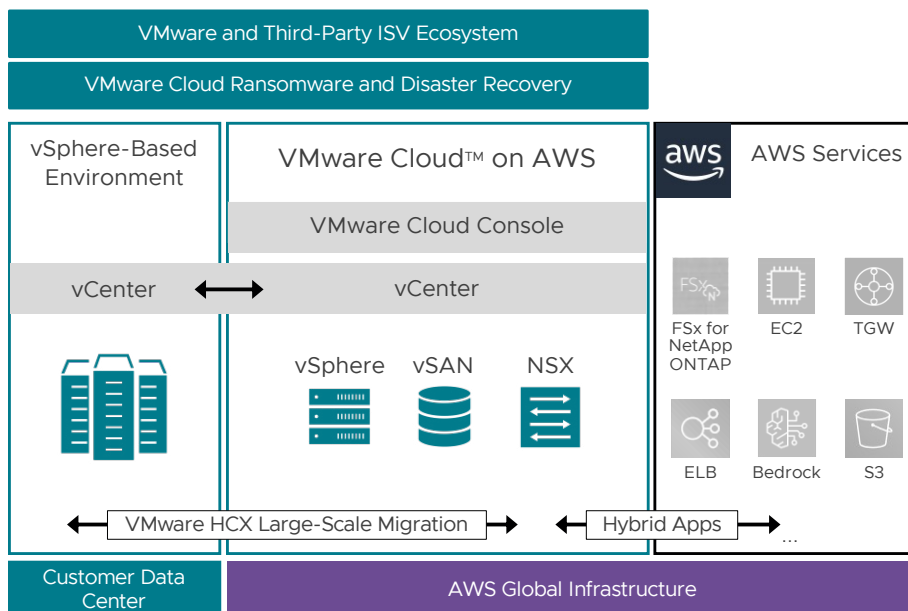 VMware and Third-Party ISV Ecosystem
VMware Cloud Ransomware and Disaster Recovery
vSphere-Based
Environment
VMware Cloud™ on AWS
aws
AWS Services
VMware Cloud Console
vCenter
vCenter
FSx
N
FSx for
NetApp
ONTAP
EC2
TGW
vSphere
vSAN
NSX
ELB
Bedrock
S3
VMware HCX Large-Scale Migration
Hybrid Apps
...
Customer Data
Center
AWS Global Infrastructure